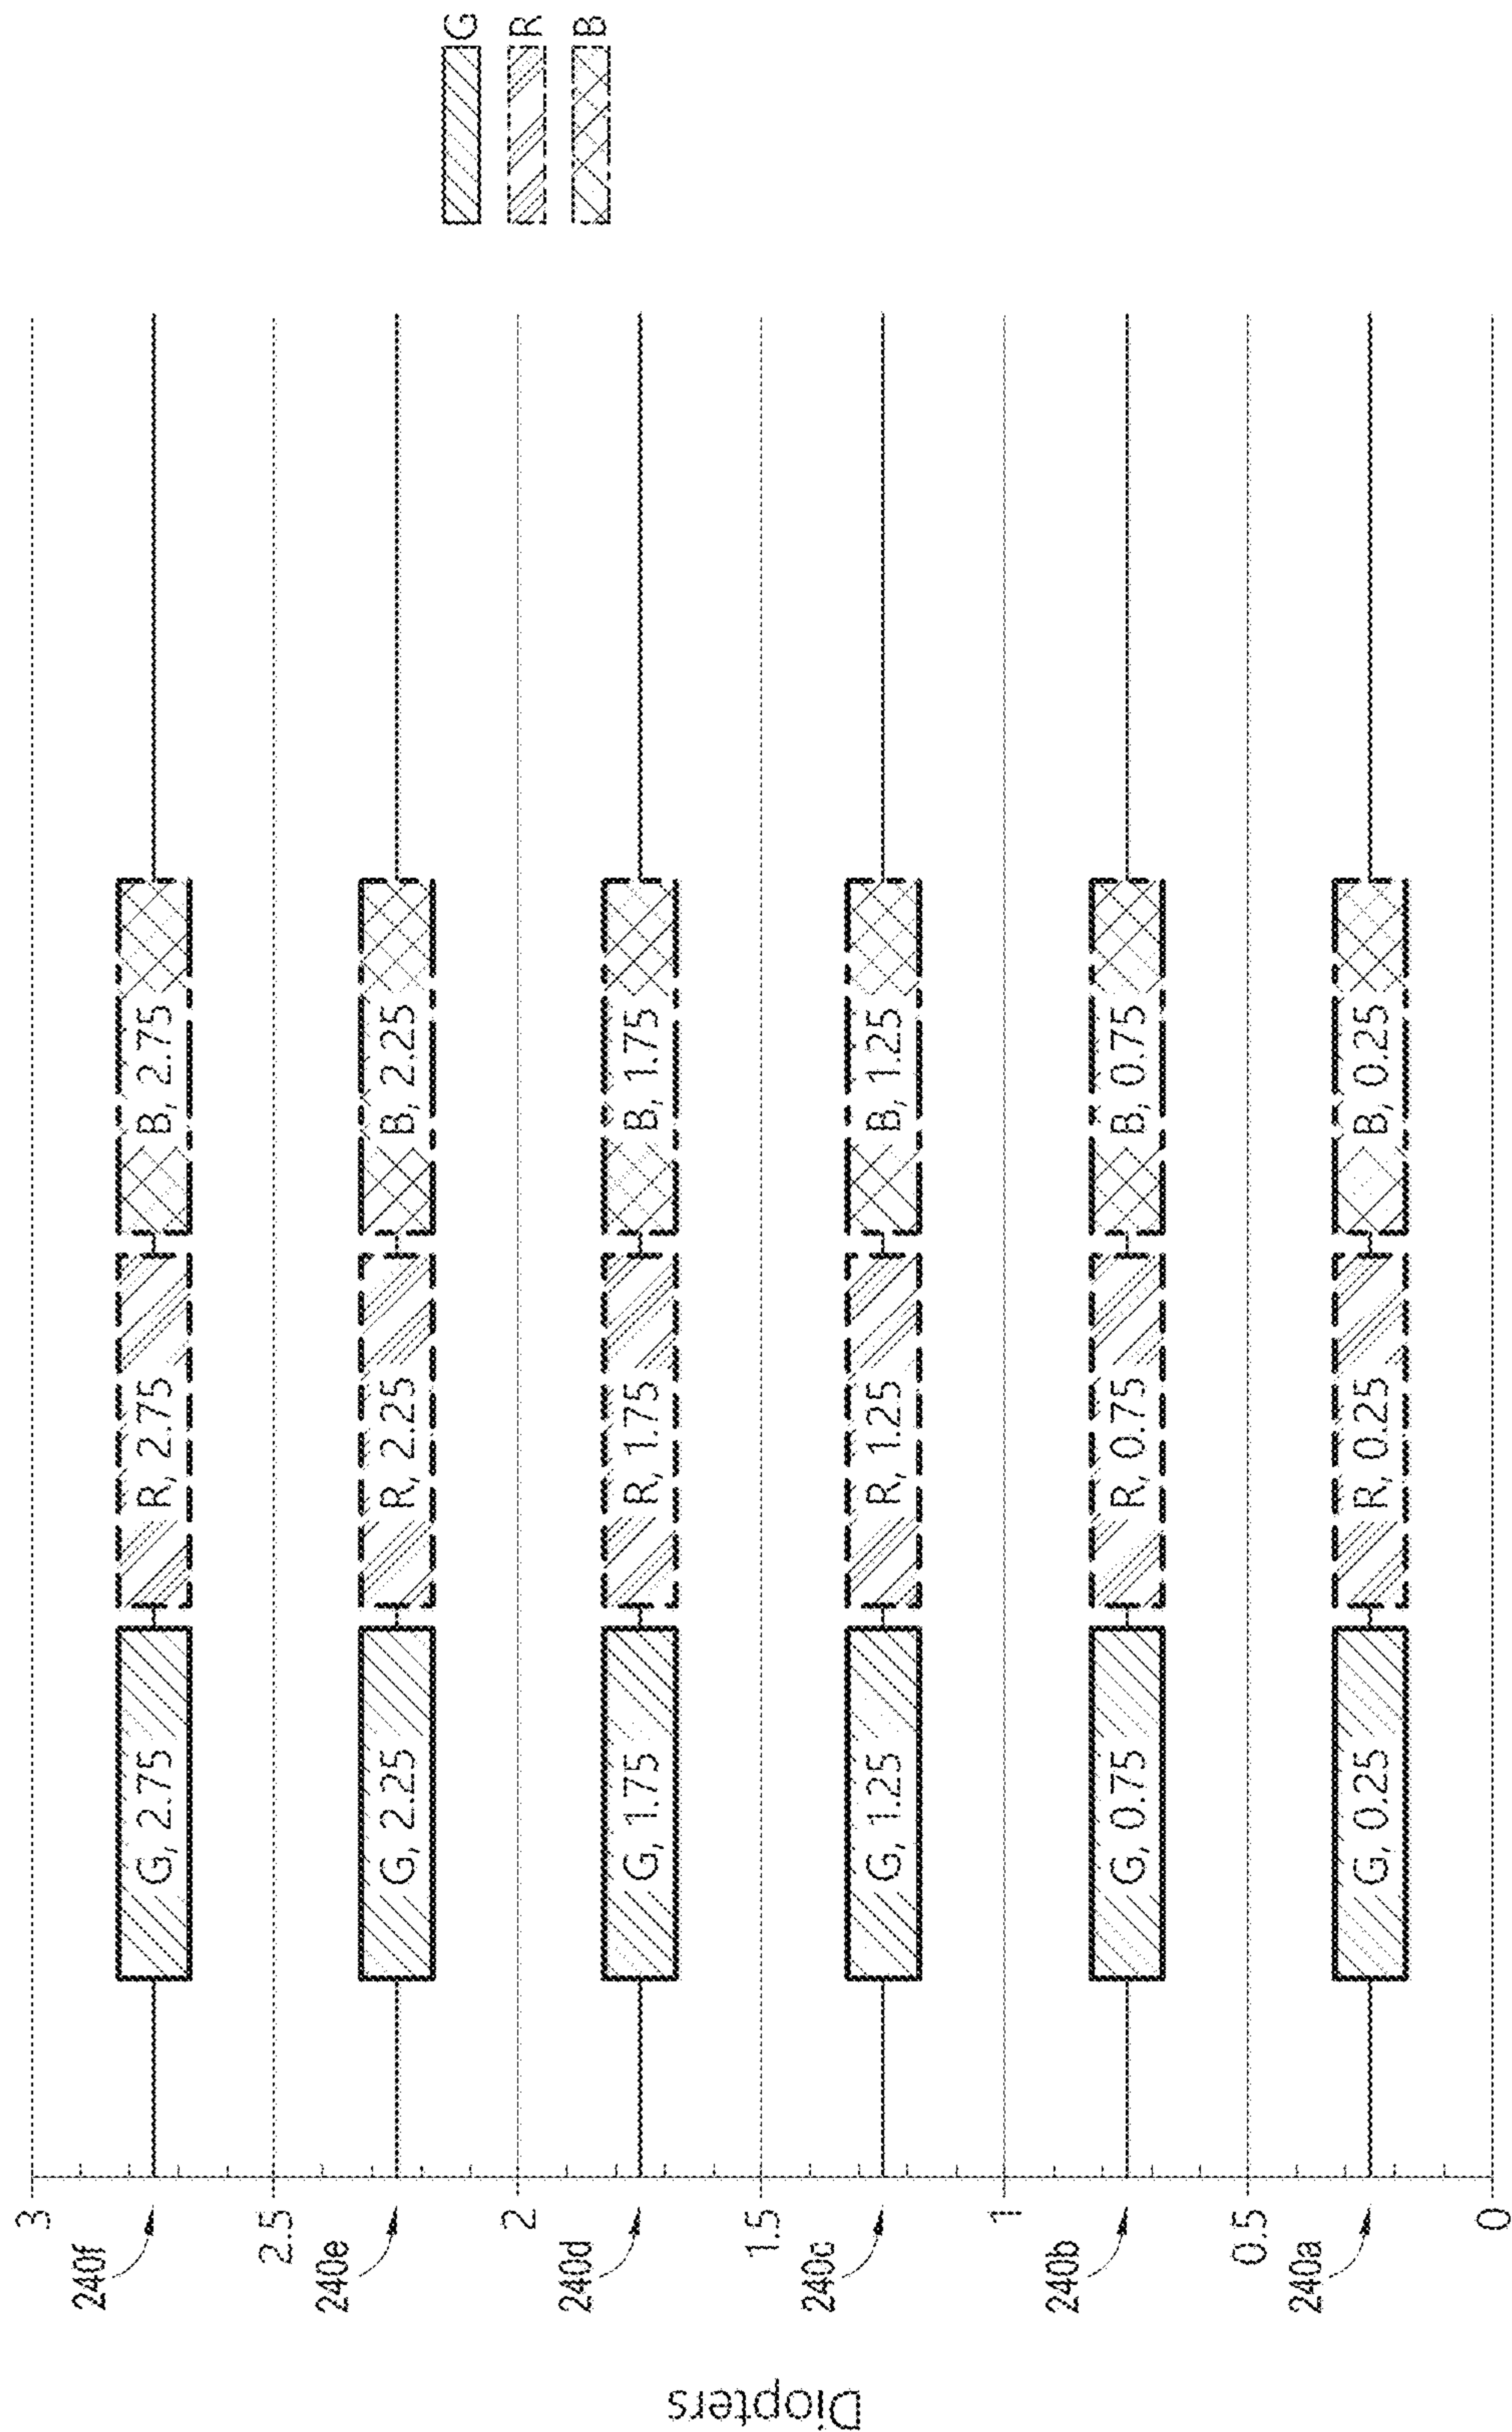 3
240f
G, 2.75
R, 2.75
B, 2.75
2.5
240e
G, 2.25
R, 2.25
B, 2.25
2
240d
G, 1.75
R, 1.75
B, 1.75
1.5
240c
G, 1.25
R, 1.25
B, 1.25
1
240b
G, 0.75
R, 0.75
B, 0.75
0.5
240a
G, 0.25
R, 0.25
B, 0.25
0
Diopters
G
R
B